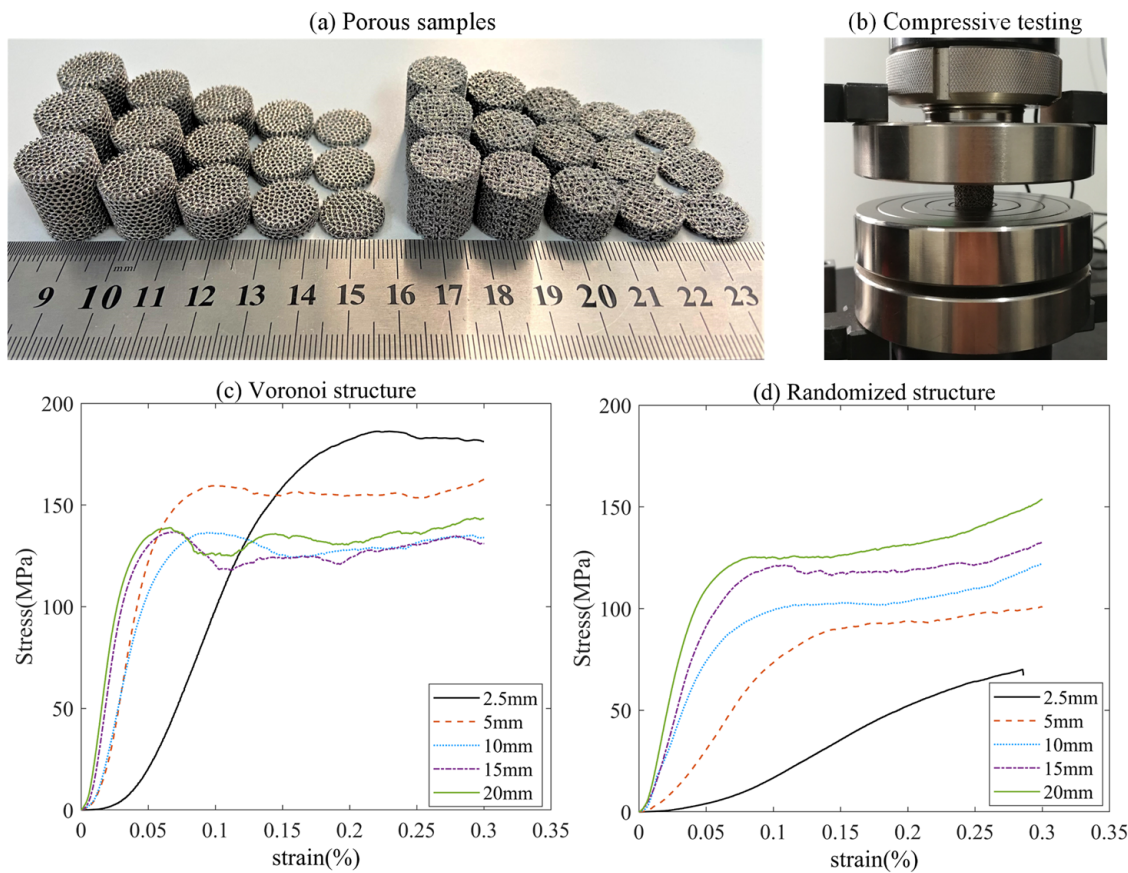 (a) Porous samples
(b) Compressive testing
mm
9 10 11 12 13 14 15 16 17 18 19 20 21 22 23
(c) Voronoi structure
200
150
100
50
0
Stress(MPa)
2.5mm
5mm
10mm
15mm
20mm
0 0.05 0.1 0.15 0.2 0.25 0.3 0.35
strain(%)
(d) Randomized structure
200
150
100
50
0
Stress(MPa)
2.5mm
5mm
10mm
15mm
20mm
0 0.05 0.1 0.15 0.2 0.25 0.3 0.35
strain(%)